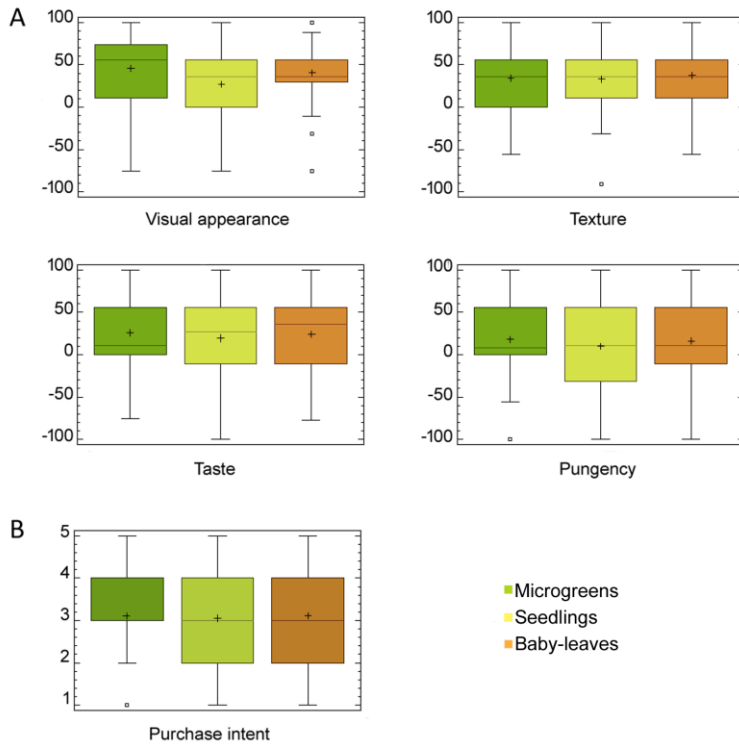 A
100
50
0
-50
-100
Visual appearance
100
50
0
-50
-100
Texture
100
50
0
-50
-100
Taste
100
50
0
-50
-100
Pungency
B
5
4
3
2
1
Purchase intent
Microgreens
Seedlings
Baby-leaves